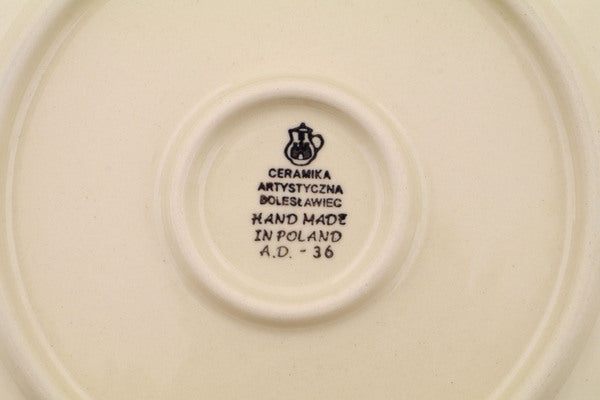 CERAMIKA
ARTYSTYCZNA
BOLESŁAWIEC
HAND MADE
IN POLAND
A.D. - 36